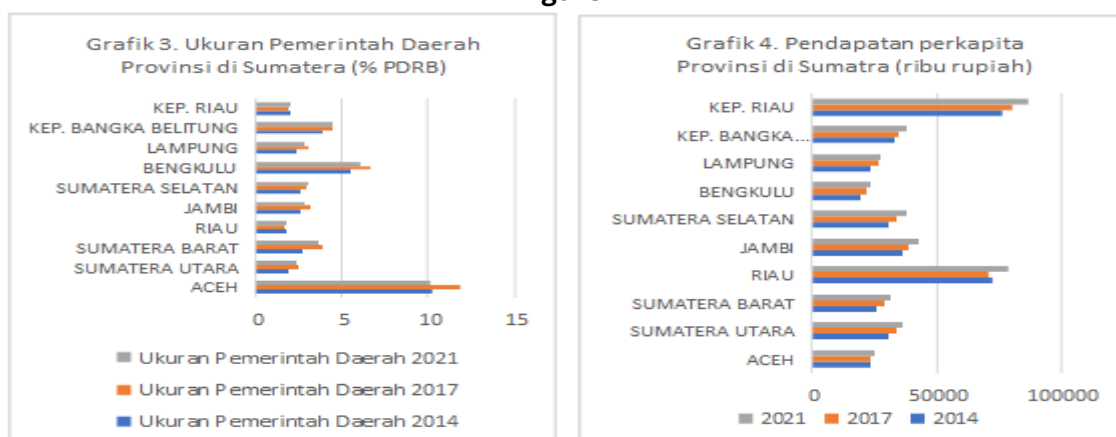 Grafik 3. Ukuran Pemerintah Daerah
Provinsi di Sumatera (% PDRB)
KEP. RIAU
KEP. BANGKA BELITUNG
LAMPUNG
BENGKULU
SUMATERA SELATAN
JAMBI
RIAU
SUMATERA BARAT
SUMATERA UTARA
ACEH
0 5 10 15
Ukuran Pemerintah Daerah 2021
Ukuran Pemerintah Daerah 2017
Ukuran Pemerintah Daerah 2014
Grafik 4. Pendapatan perkapita
Provinsi di Sumatra (ribu rupiah)
KEP. RIAU
KEP. BANGKA ...
LAMPUNG
BENGKULU
SUMATERA SELATAN
JAMBI
RIAU
SUMATERA BARAT
SUMATERA UTARA
ACEH
0 50000 100000
2021 2017 2014